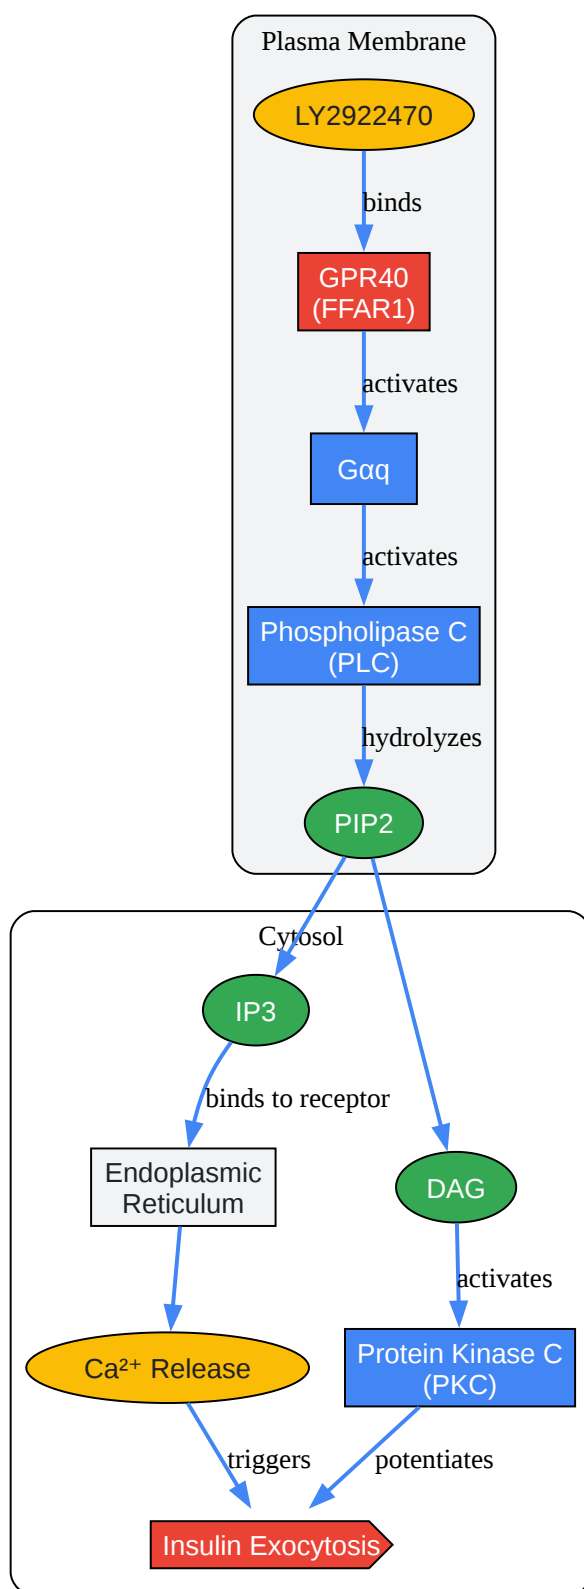 Plasma Membrane
LY2922470
binds
GPR40
(FFAR1)
activates
Gαq
activates
Phospholipase C
(PLC)
hydrolyzes
PIP2
Cytosol
IP3
binds to receptor
Endoplasmic
Reticulum
DAG
activates
Ca²⁺ Release
Protein Kinase C
(PKC)
triggers
potentiates
Insulin Exocytosis